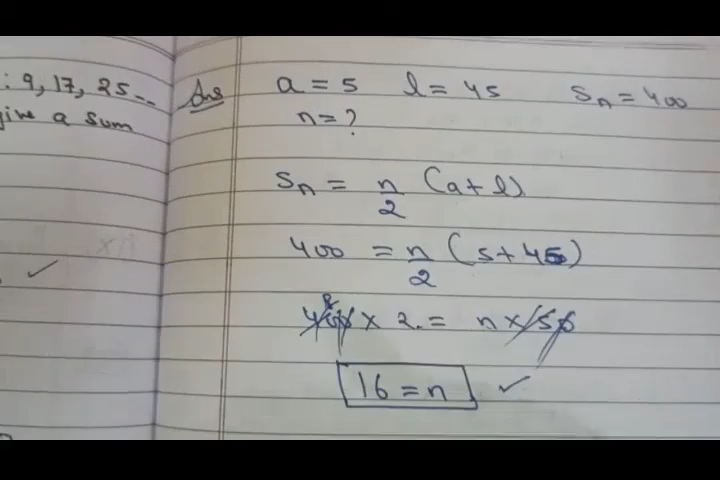 : 9, 17, 25...
give a sum
Ans a = 5 l = 45 Sn = 400
n = ?
Sn = n/2 (a + l)
400 = n/2 (5 + 45)
400 8 × 2 = n × 50
16 = n ✓